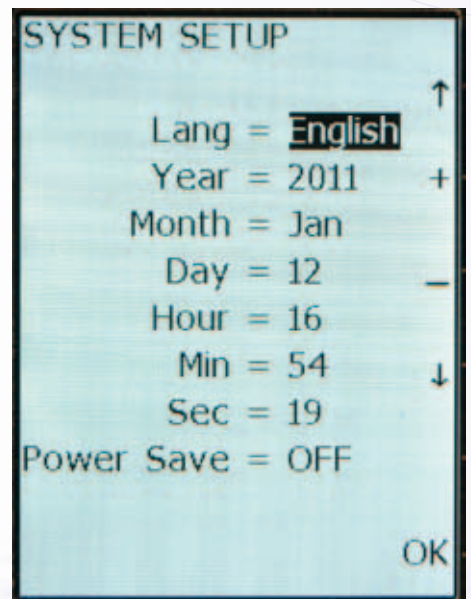 SYSTEM SETUP
↑
Lang = English
Year = 2011 +
Month = Jan
Day = 12 −
Hour = 16
Min = 54 ↓
Sec = 19
Power Save = OFF
OK